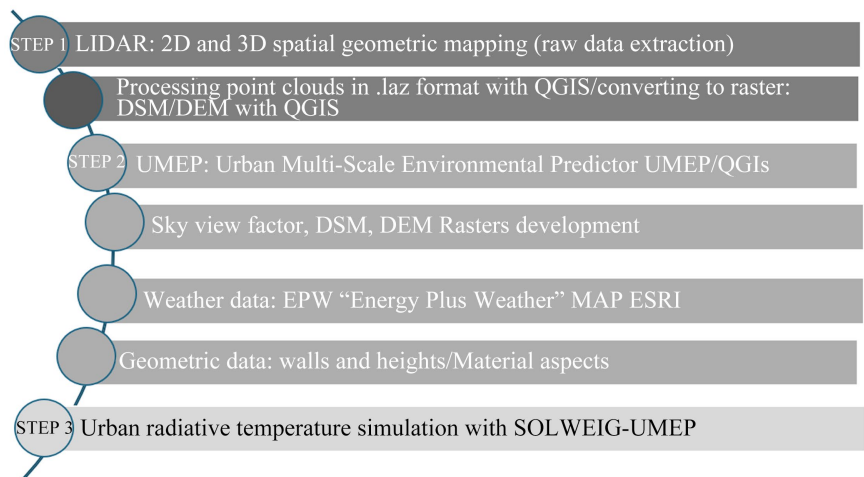 STEP 1
LIDAR: 2D and 3D spatial geometric mapping (raw data extraction)
Processing point clouds in .laz format with QGIS/converting to raster:
DSM/DEM with QGIS
STEP 2
UMEP: Urban Multi-Scale Environmental Predictor UMEP/QGIs
Sky view factor, DSM, DEM Rasters development
Weather data: EPW “Energy Plus Weather” MAP ESRI
Geometric data: walls and heights/Material aspects
STEP 3
Urban radiative temperature simulation with SOLWEIG-UMEP